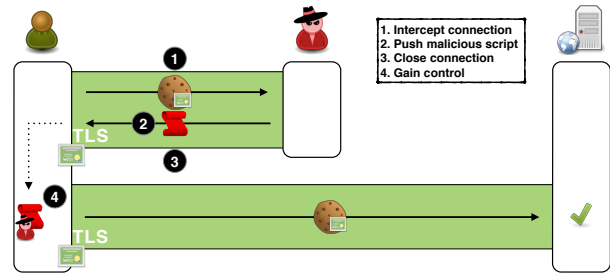 1. Intercept connection
2. Push malicious script
3. Close connection
4. Gain control
1
2
TLS
3
4
TLS